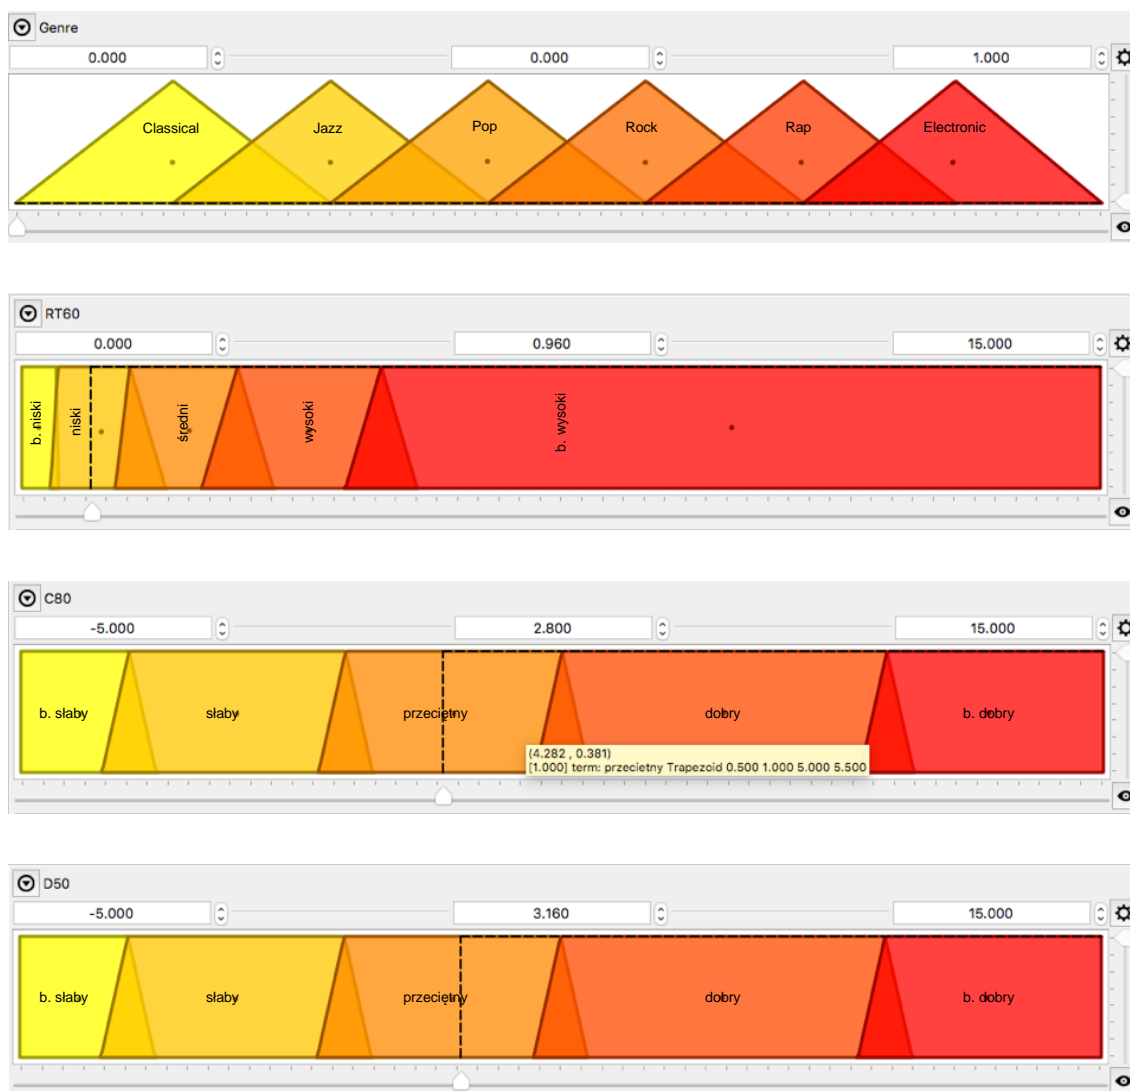 Genre
0.000 0.000 1.000
Classical Jazz Pop Rock Rap Electronic
RT60
0.000 0.960 15.000
b. niski niski średni wysoki b. wysoki
C80
-5.000 2.800 15.000
b. słaby słaby przeciętny dobry b. dobry
(4.282 , 0.381)
[1.000] term: przecietny Trapezoid 0.500 1.000 5.000 5.500
D50
-5.000 3.160 15.000
b. słaby słaby przeciętny dobry b. dobry